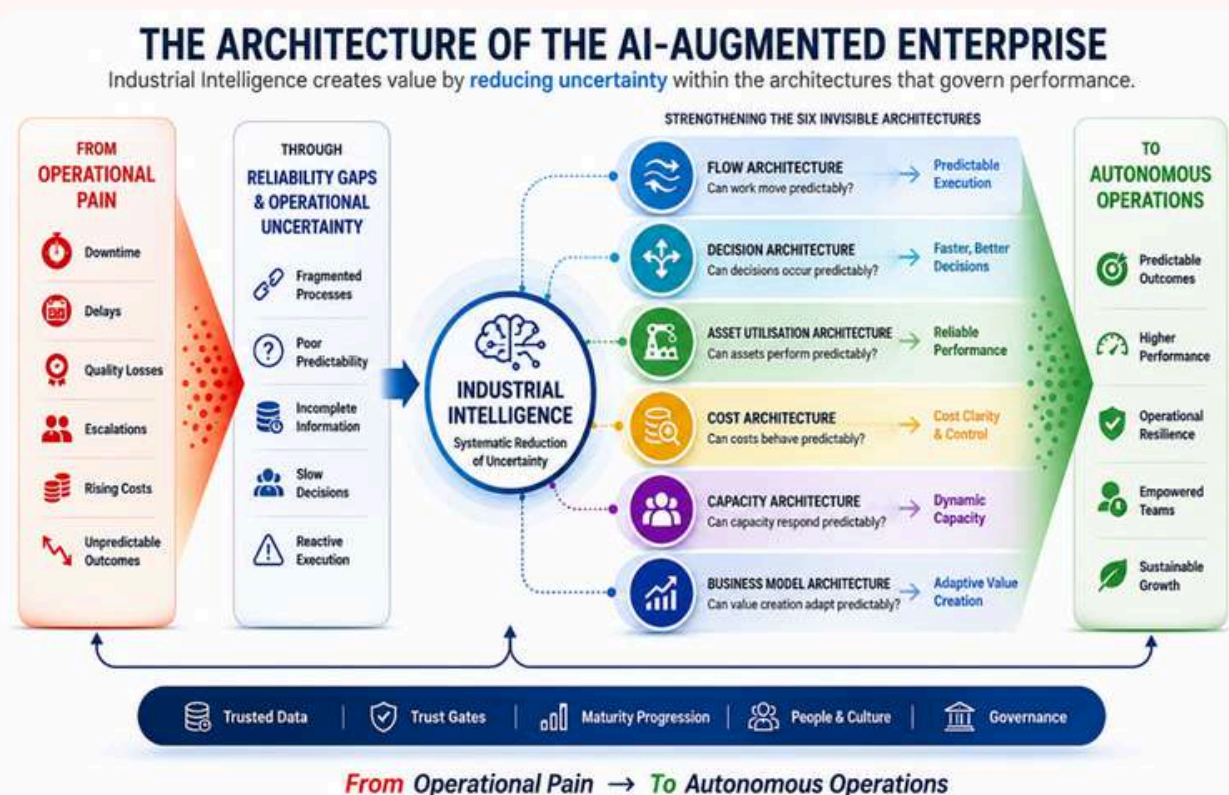 THE ARCHITECTURE OF THE AI-AUGMENTED ENTERPRISE
Industrial Intelligence creates value by reducing uncertainty within the architectures that govern performance.
FROM
OPERATIONAL
PAIN
Downtime
Delays
Quality Losses
Escalations
Rising Costs
Unpredictable
Outcomes
THROUGH
RELIABILITY GAPS
& OPERATIONAL
UNCERTAINTY
Fragmented
Processes
Poor
Predictability
Incomplete
Information
Slow
Decisions
Reactive
Execution
INDUSTRIAL
INTELLIGENCE
Systematic Reduction
of Uncertainty
STRENGTHENING THE SIX INVISIBLE ARCHITECTURES
FLOW ARCHITECTURE
Can work move predictably?
Predictable
Execution
DECISION ARCHITECTURE
Can decisions occur predictably?
Faster, Better
Decisions
ASSET UTILISATION ARCHITECTURE
Can assets perform predictably?
Reliable
Performance
COST ARCHITECTURE
Can costs behave predictably?
Cost Clarity
& Control
CAPACITY ARCHITECTURE
Can capacity respond predictably?
Dynamic
Capacity
BUSINESS MODEL ARCHITECTURE
Can value creation adapt predictably?
Adaptive Value
Creation
TO
AUTONOMOUS
OPERATIONS
Predictable
Outcomes
Higher
Performance
Operational
Resilience
Empowered
Teams
Sustainable
Growth
Trusted Data
Trust Gates
Maturity Progression
People & Culture
Governance
From Operational Pain → To Autonomous Operations